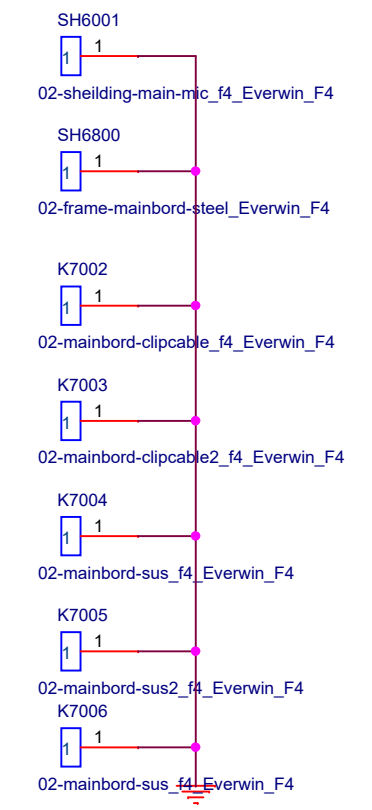 SH6001
1 1
02-sheilding-main-mic_f4_Everwin_F4
SH6800
1 1
02-frame-mainbord-steel_Everwin_F4
K7002
1 1
02-mainbord-clipcable_f4_Everwin_F4
K7003
1 1
02-mainbord-clipcable2_f4_Everwin_F4
K7004
1 1
02-mainbord-sus_f4_Everwin_F4
K7005
1 1
02-mainbord-sus2_f4_Everwin_F4
K7006
1 1
02-mainbord-sus_f4_Everwin_F4